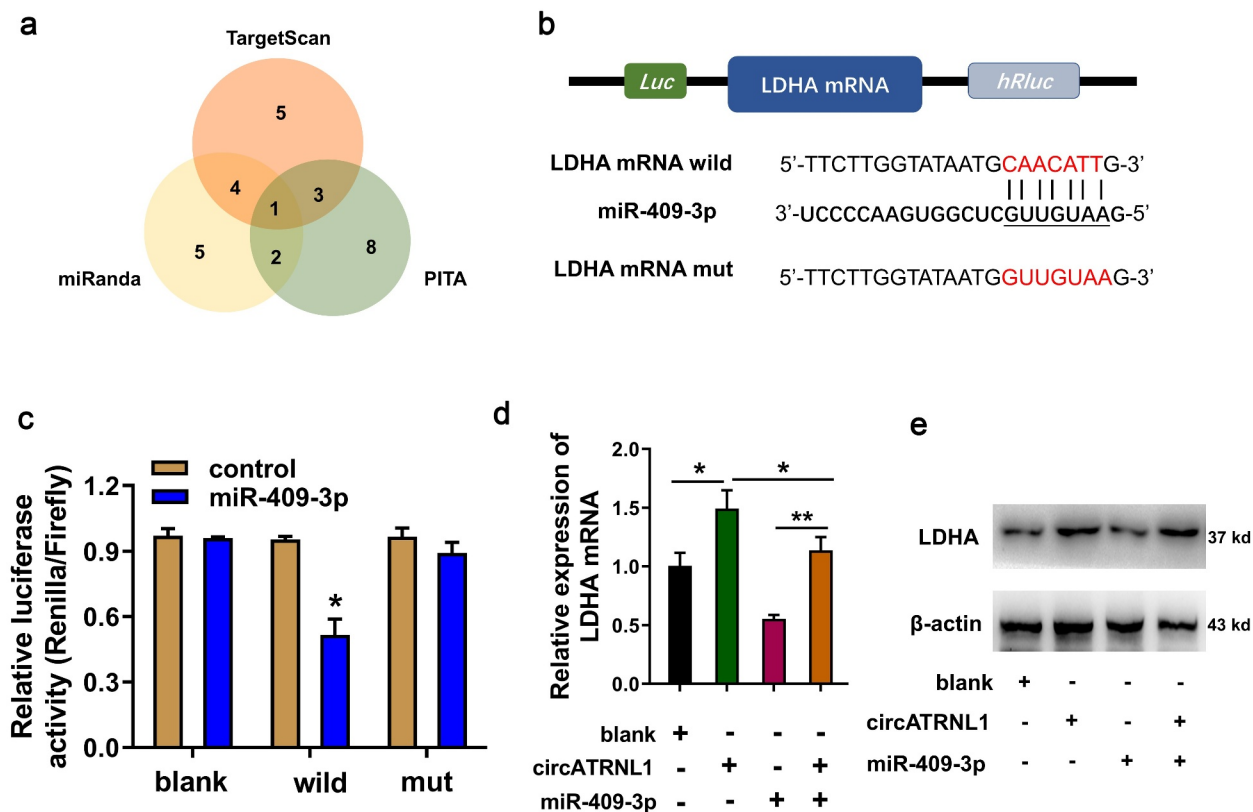 a
TargetScan
5
4
3
1
5
2
8
miRanda
PITA
b
Luc
LDHA mRNA
hRluc
LDHA mRNA wild
5’-TTCTTGGTATAATGCAACATTG-3’
miR-409-3p
3’-UCCCCAAGUGGCUCGUUGUAAG-5’
LDHA mRNA mut
5’-TTCTTGGTATAATGGUUGUAAG-3’
c
Relative luciferase
activity (Renilla/Firefly)
control
miR-409-3p
1.2
0.9
0.6
0.3
0.0
*
blank wild mut
d
Relative expression of
LDHA mRNA
2.0
1.5
1.0
0.5
0.0
* *
**
blank + - - -
circATRNL1 - + - +
miR-409-3p - - + +
e
LDHA
37 kd
β-actin
43 kd
blank + - - -
circATRNL1 - + - +
miR-409-3p - - + +